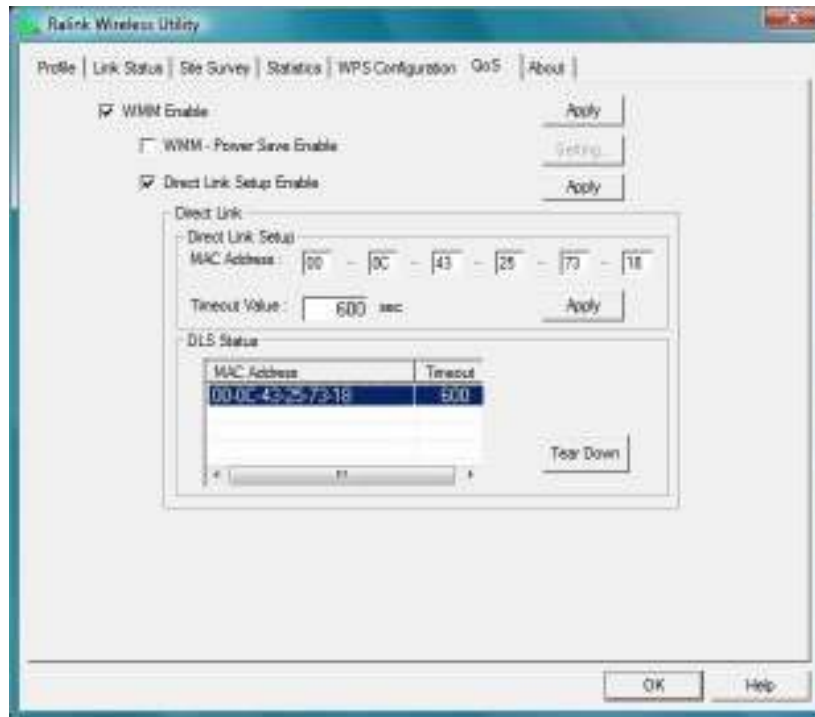 Ralink Wireless Utility
Profile Link Status Site Survey Statistics WPS Configuration QoS About
WMM Enable Apply
WMM - Power Save Enable Setting...
Direct Link Setup Enable Apply
Direct Link
Direct Link Setup
MAC Address : 00 - 0C - 43 - 25 - 73 - 18
Timeout Value : 600 sec Apply
DLS Status
MAC Address Timeout
00-0C-43-25-73-18 600
Tear Down
OK Help